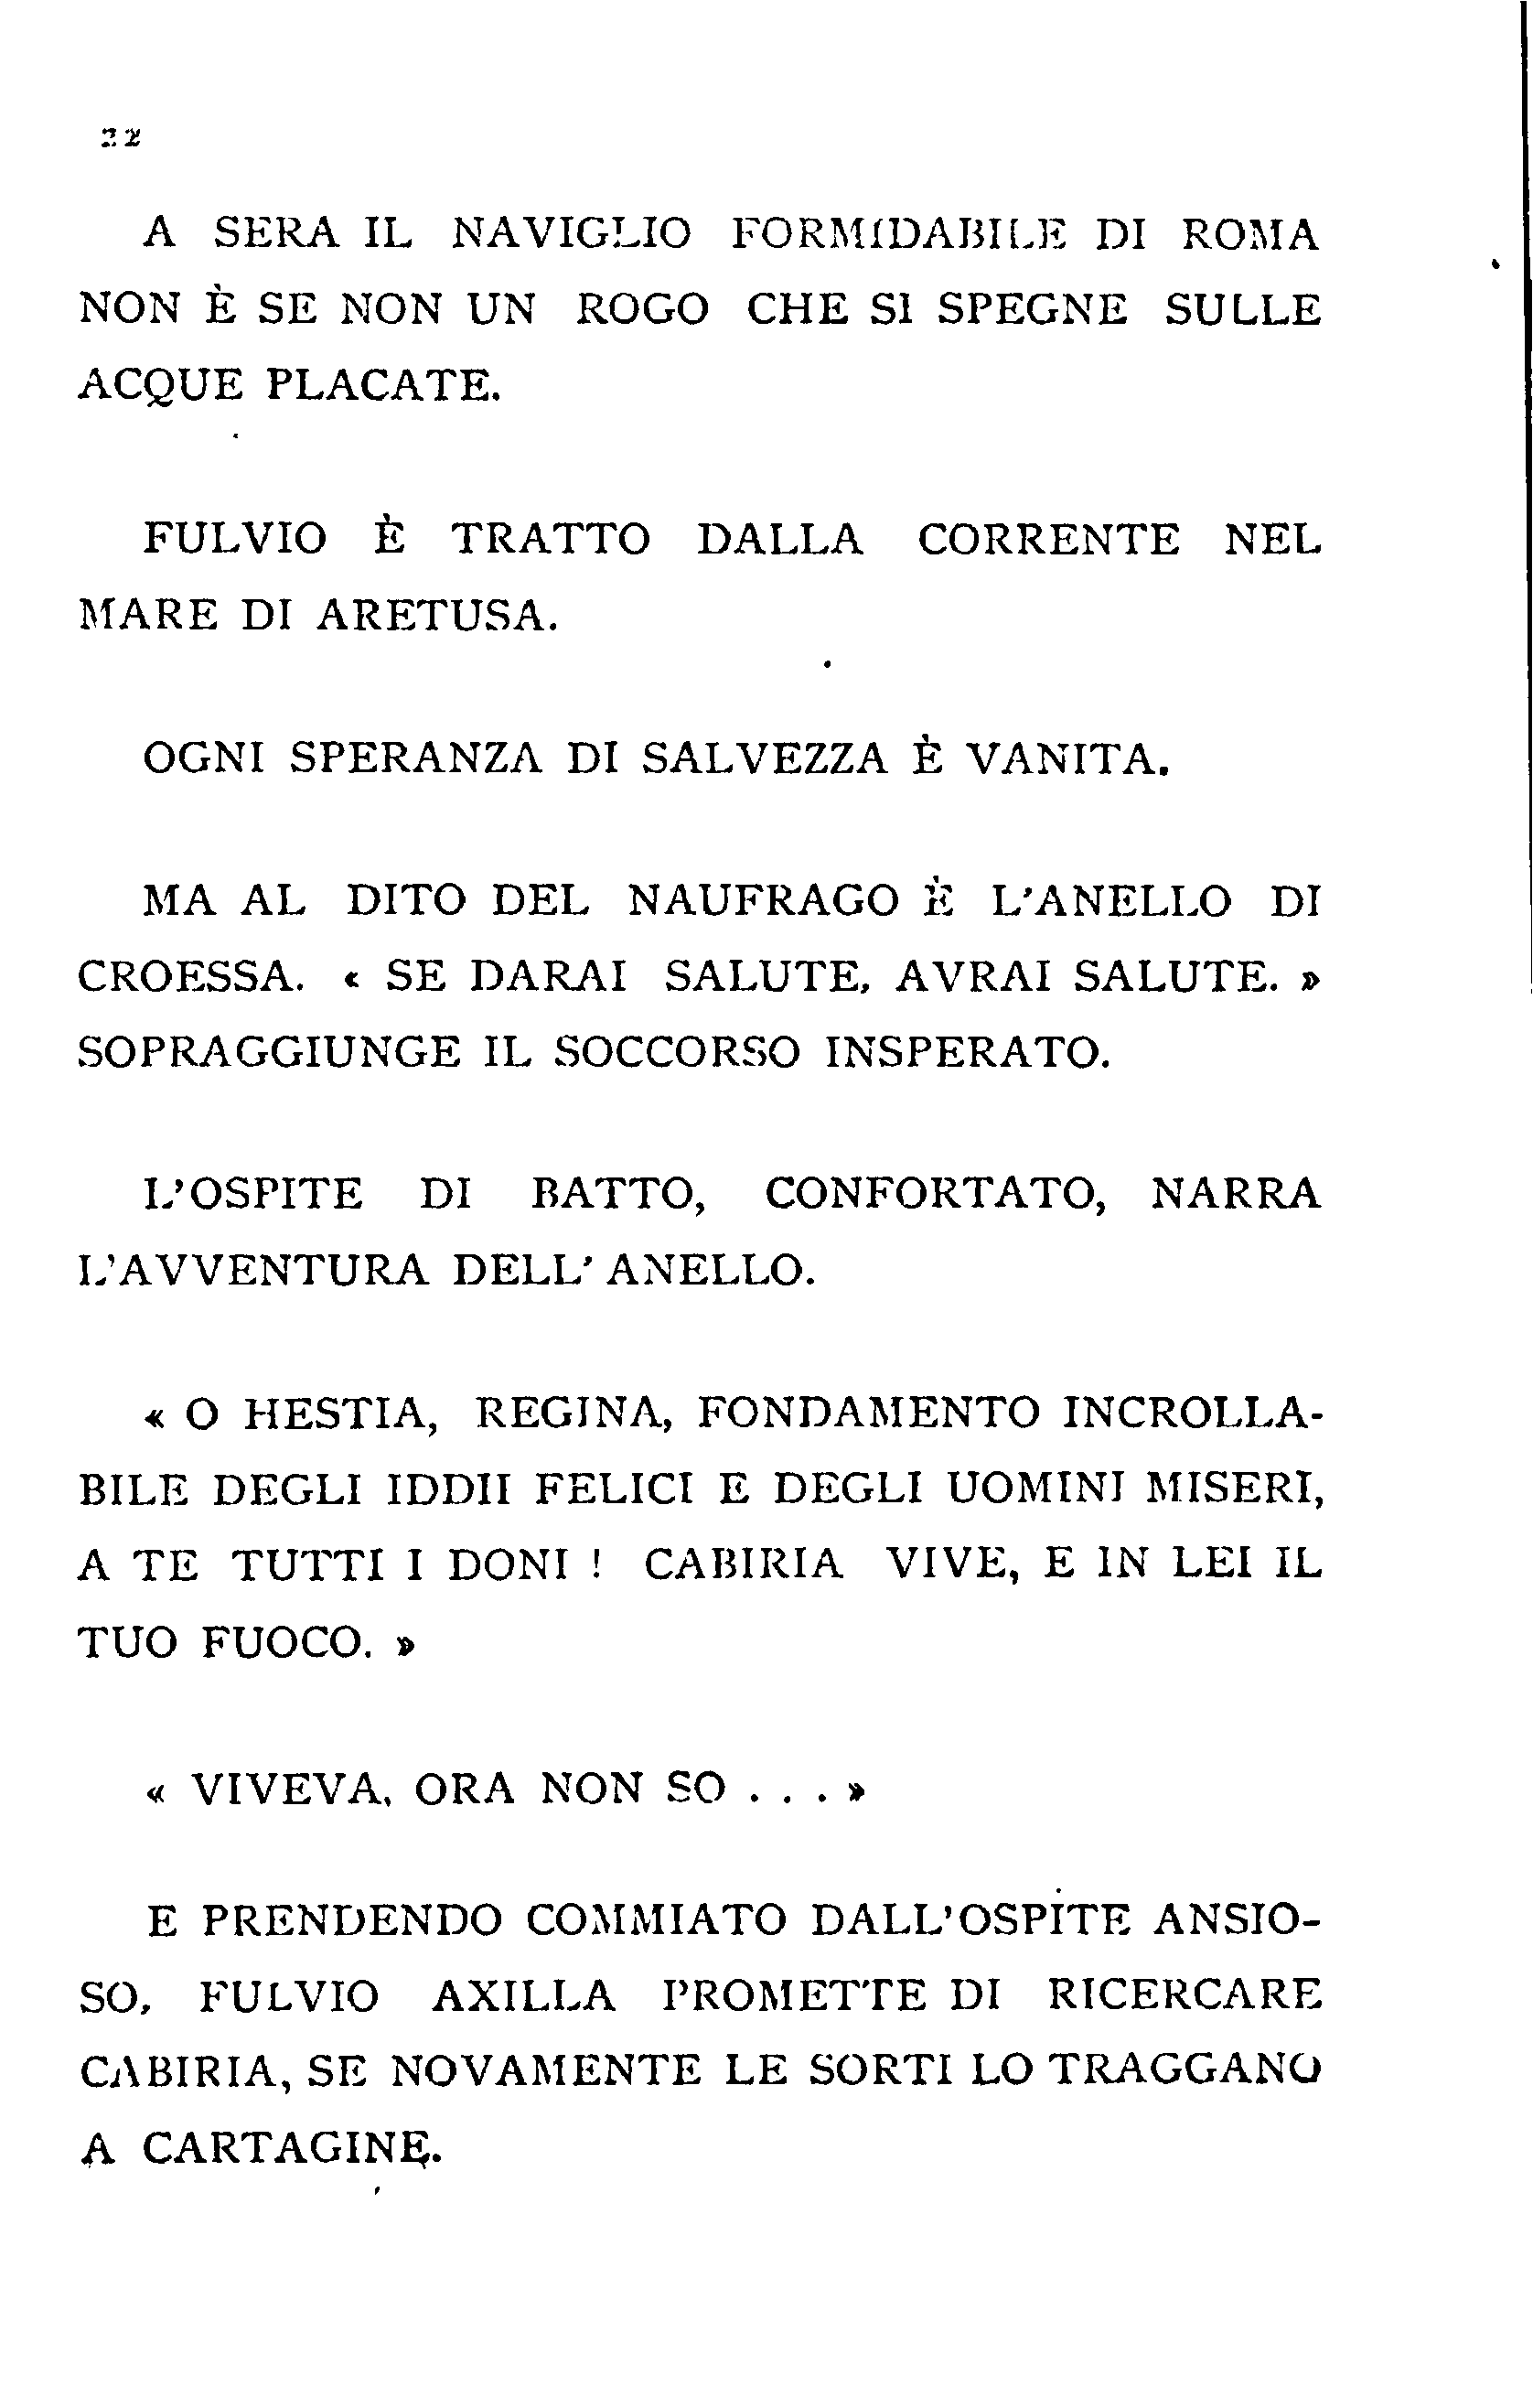 22
A SERA IL NAVIGLIO FORMIDABILE DI ROMA
NON È SE NON UN ROGO CHE SI SPEGNE SULLE
ACQUE PLACATE.
FULVIO È TRATTO DALLA CORRENTE NEL
MARE DI ARETUSA.
OGNI SPERANZA DI SALVEZZA È VANITA.
MA AL DITO DEL NAUFRAGO È L'ANELLO DI
CROESSA. « SE DARAI SALUTE, AVRAI SALUTE. »
SOPRAGGIUNGE IL SOCCORSO INSPERATO.
L'OSPITE DI BATTO, CONFORTATO, NARRA
L'AVVENTURA DELL' ANELLO.
« O HESTIA, REGINA, FONDAMENTO INCROLLA-
BILE DEGLI IDDII FELICI E DEGLI UOMINI MISERI,
A TE TUTTI I DONI ! CABIRIA VIVE, E IN LEI IL
TUO FUOCO. »
« VIVEVA, ORA NON SO . . . »
E PRENDENDO COMMIATO DALL'OSPITE ANSIO-
SO, FULVIO AXILLA PROMETTE DI RICERCARE
CABIRIA, SE NOVAMENTE LE SORTI LO TRAGGANO
A CARTAGINE.